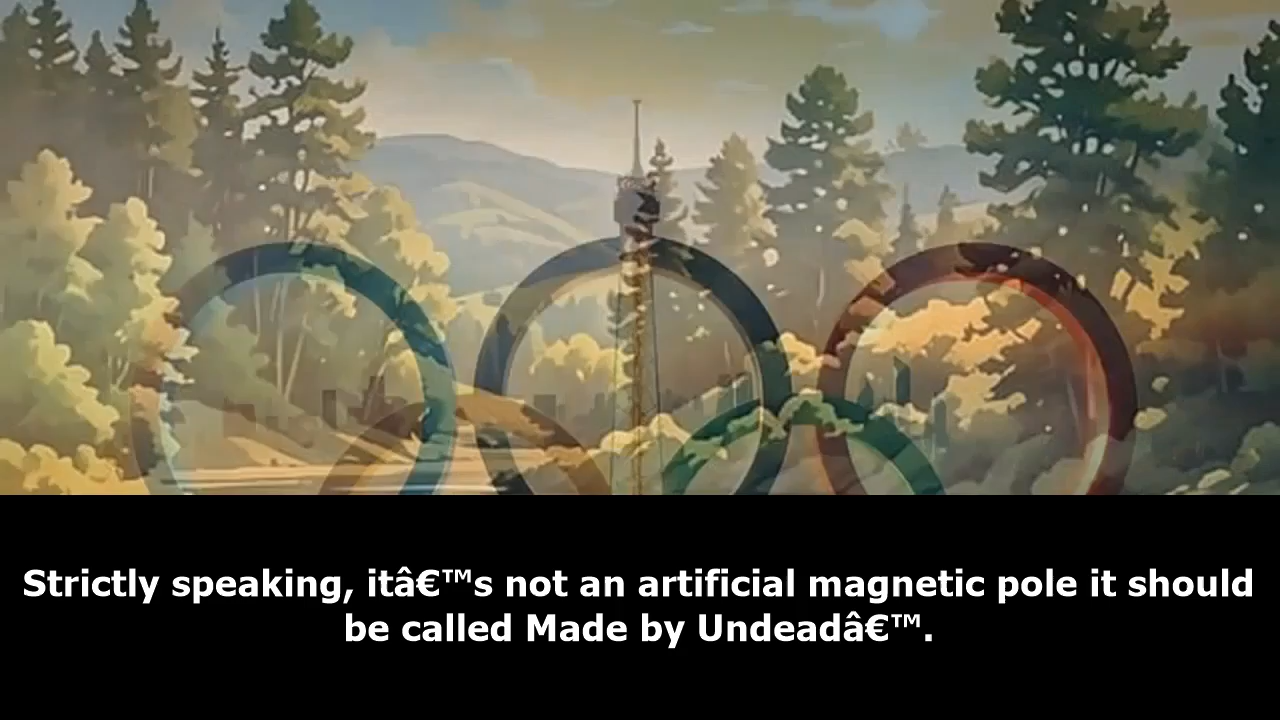 Strictly speaking, itâ€™s not an artificial magnetic pole it should
be called Made by Undeadâ€™.